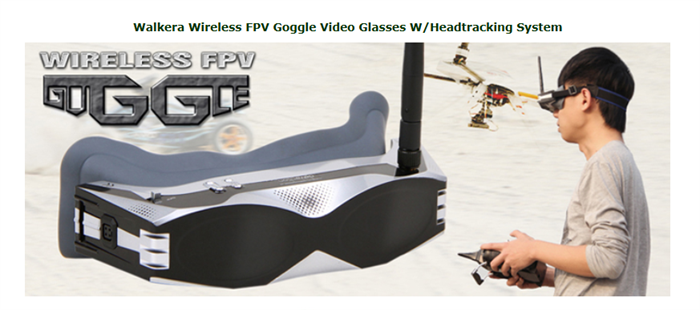 Walkera Wireless FPV Goggle Video Glasses W/Headtracking System
WIRELESS FPV
GOGGLE